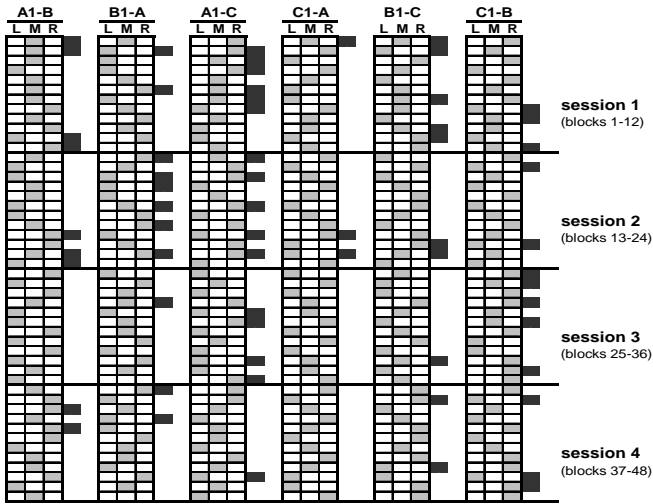 A1-B B1-A A1-C C1-A B1-C C1-B
L M R L M R L M R L M R L M R L M R
session 1
(blocks 1-12)
session 2
(blocks 13-24)
session 3
(blocks 25-36)
session 4
(blocks 37-48)